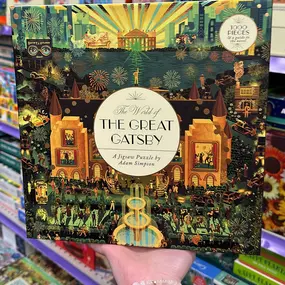 1000
PIECES
The World of
THE GREAT
GATSBY
A Jigsaw Puzzle by
Adam Simpson